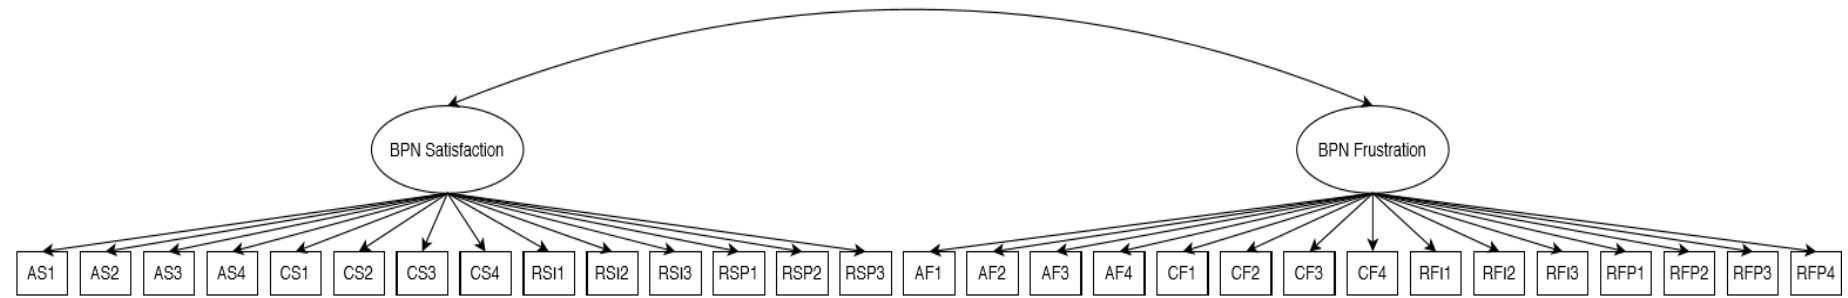 BPN Satisfaction
BPN Frustration
AS1 AS2 AS3 AS4 CS1 CS2 CS3 CS4 RSI1 RSI2 RSI3 RSP1 RSP2 RSP3 AF1 AF2 AF3 AF4 CF1 CF2 CF3 CF4 RFI1 RFI2 RFI3 RFP1 RFP2 RFP3 RFP4